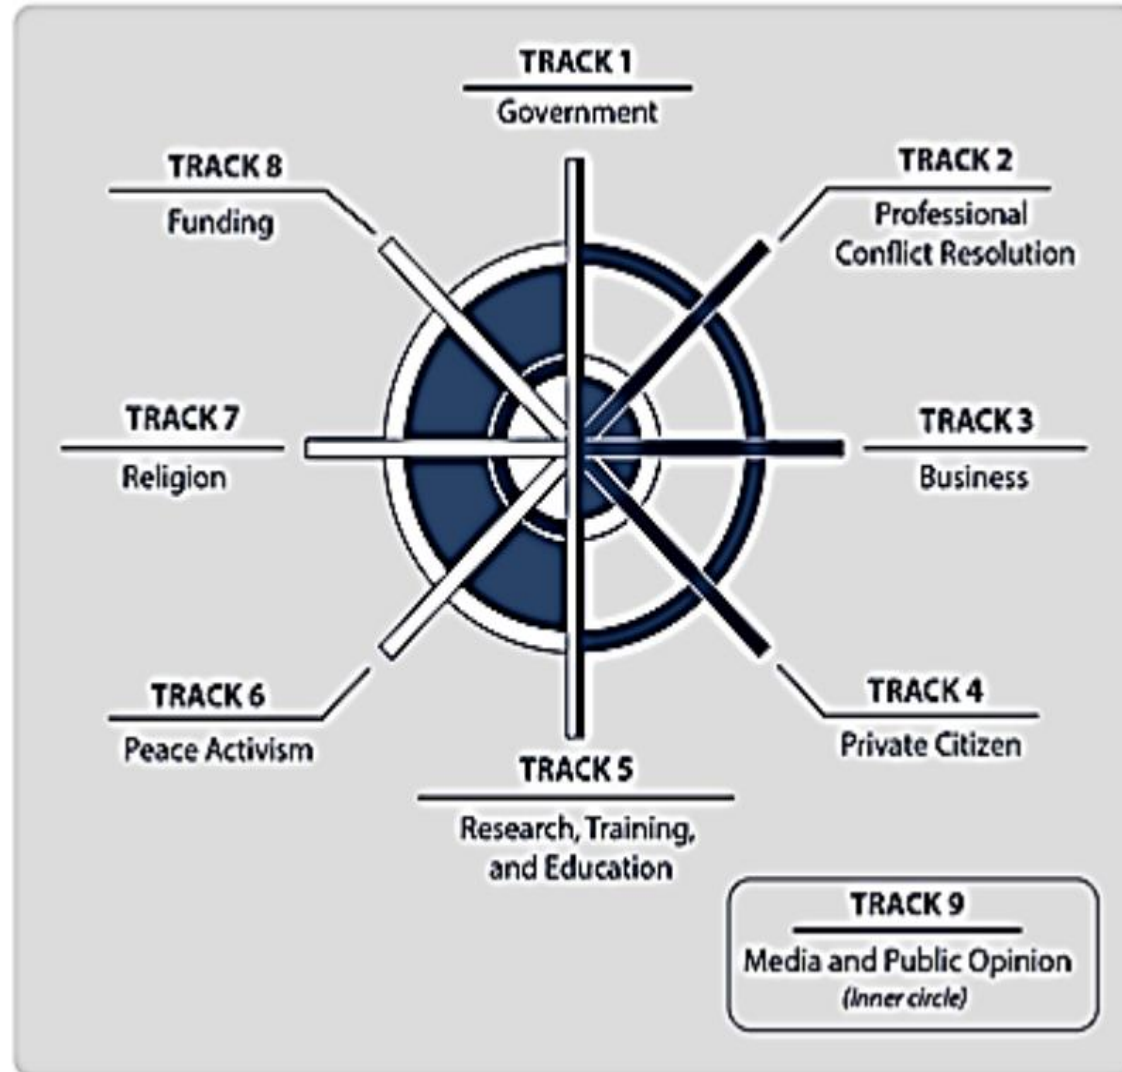 TRACK 1
Government
TRACK 8
Funding
TRACK 2
Professional
Conflict Resolution
TRACK 7
Religion
TRACK 3
Business
TRACK 6
Peace Activism
TRACK 4
Private Citizen
TRACK 5
Research, Training,
and Education
TRACK 9
Media and Public Opinion
(Inner circle)